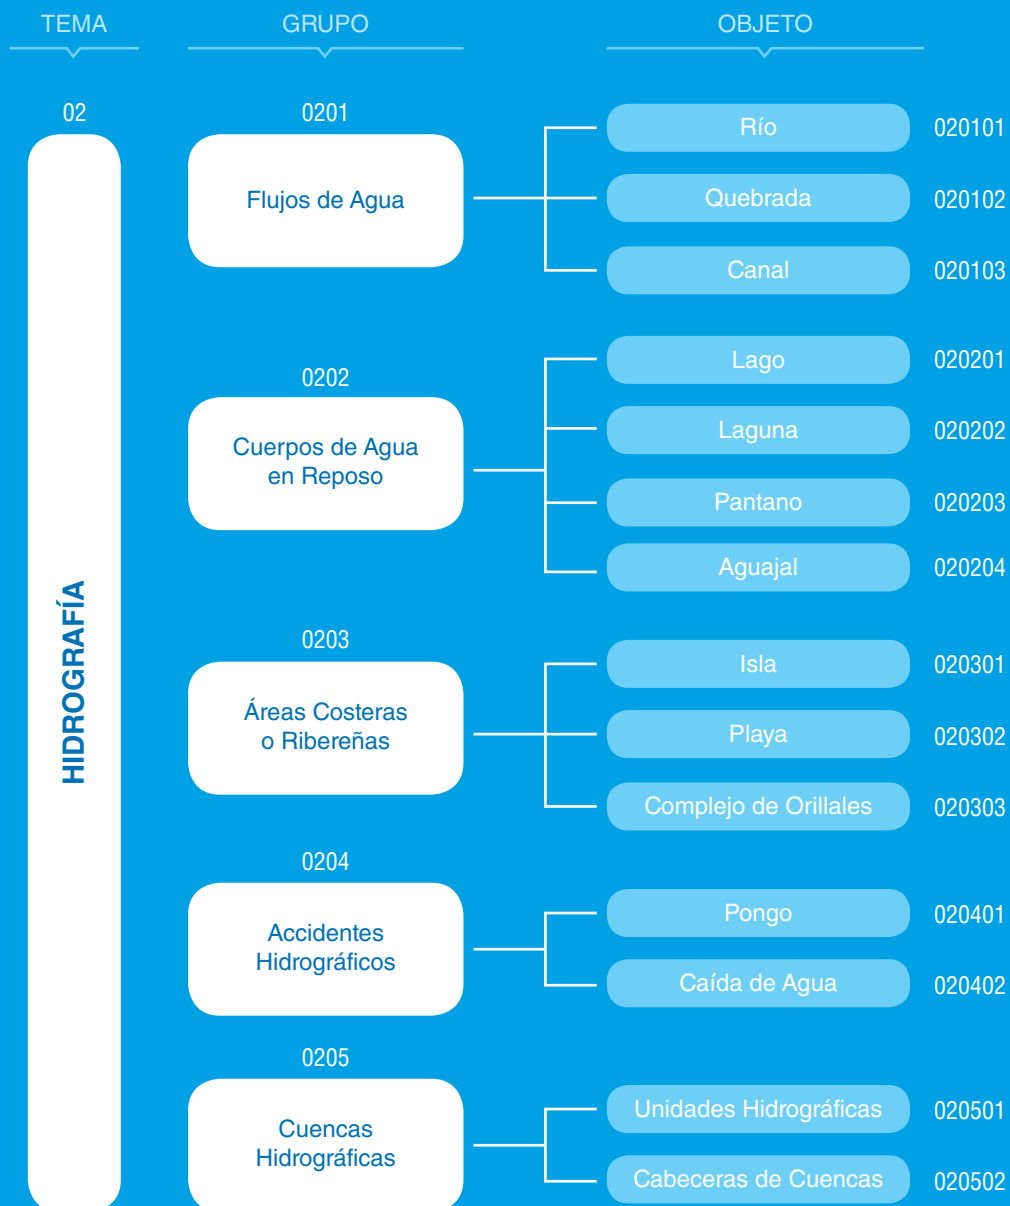 TEMA
GRUPO
OBJETO
02
HIDROGRAFÍA
0201
Flujos de Agua
Río
020101
Quebrada
020102
Canal
020103
0202
Cuerpos de Agua
en Reposo
Lago
020201
Laguna
020202
Pantano
020203
Aguajal
020204
0203
Áreas Costeras
o Ribereñas
Isla
020301
Playa
020302
Complejo de Orillales
020303
0204
Accidentes
Hidrográficos
Pongo
020401
Caída de Agua
020402
0205
Cuencas
Hidrográficas
Unidades Hidrográficas
020501
Cabeceras de Cuencas
020502